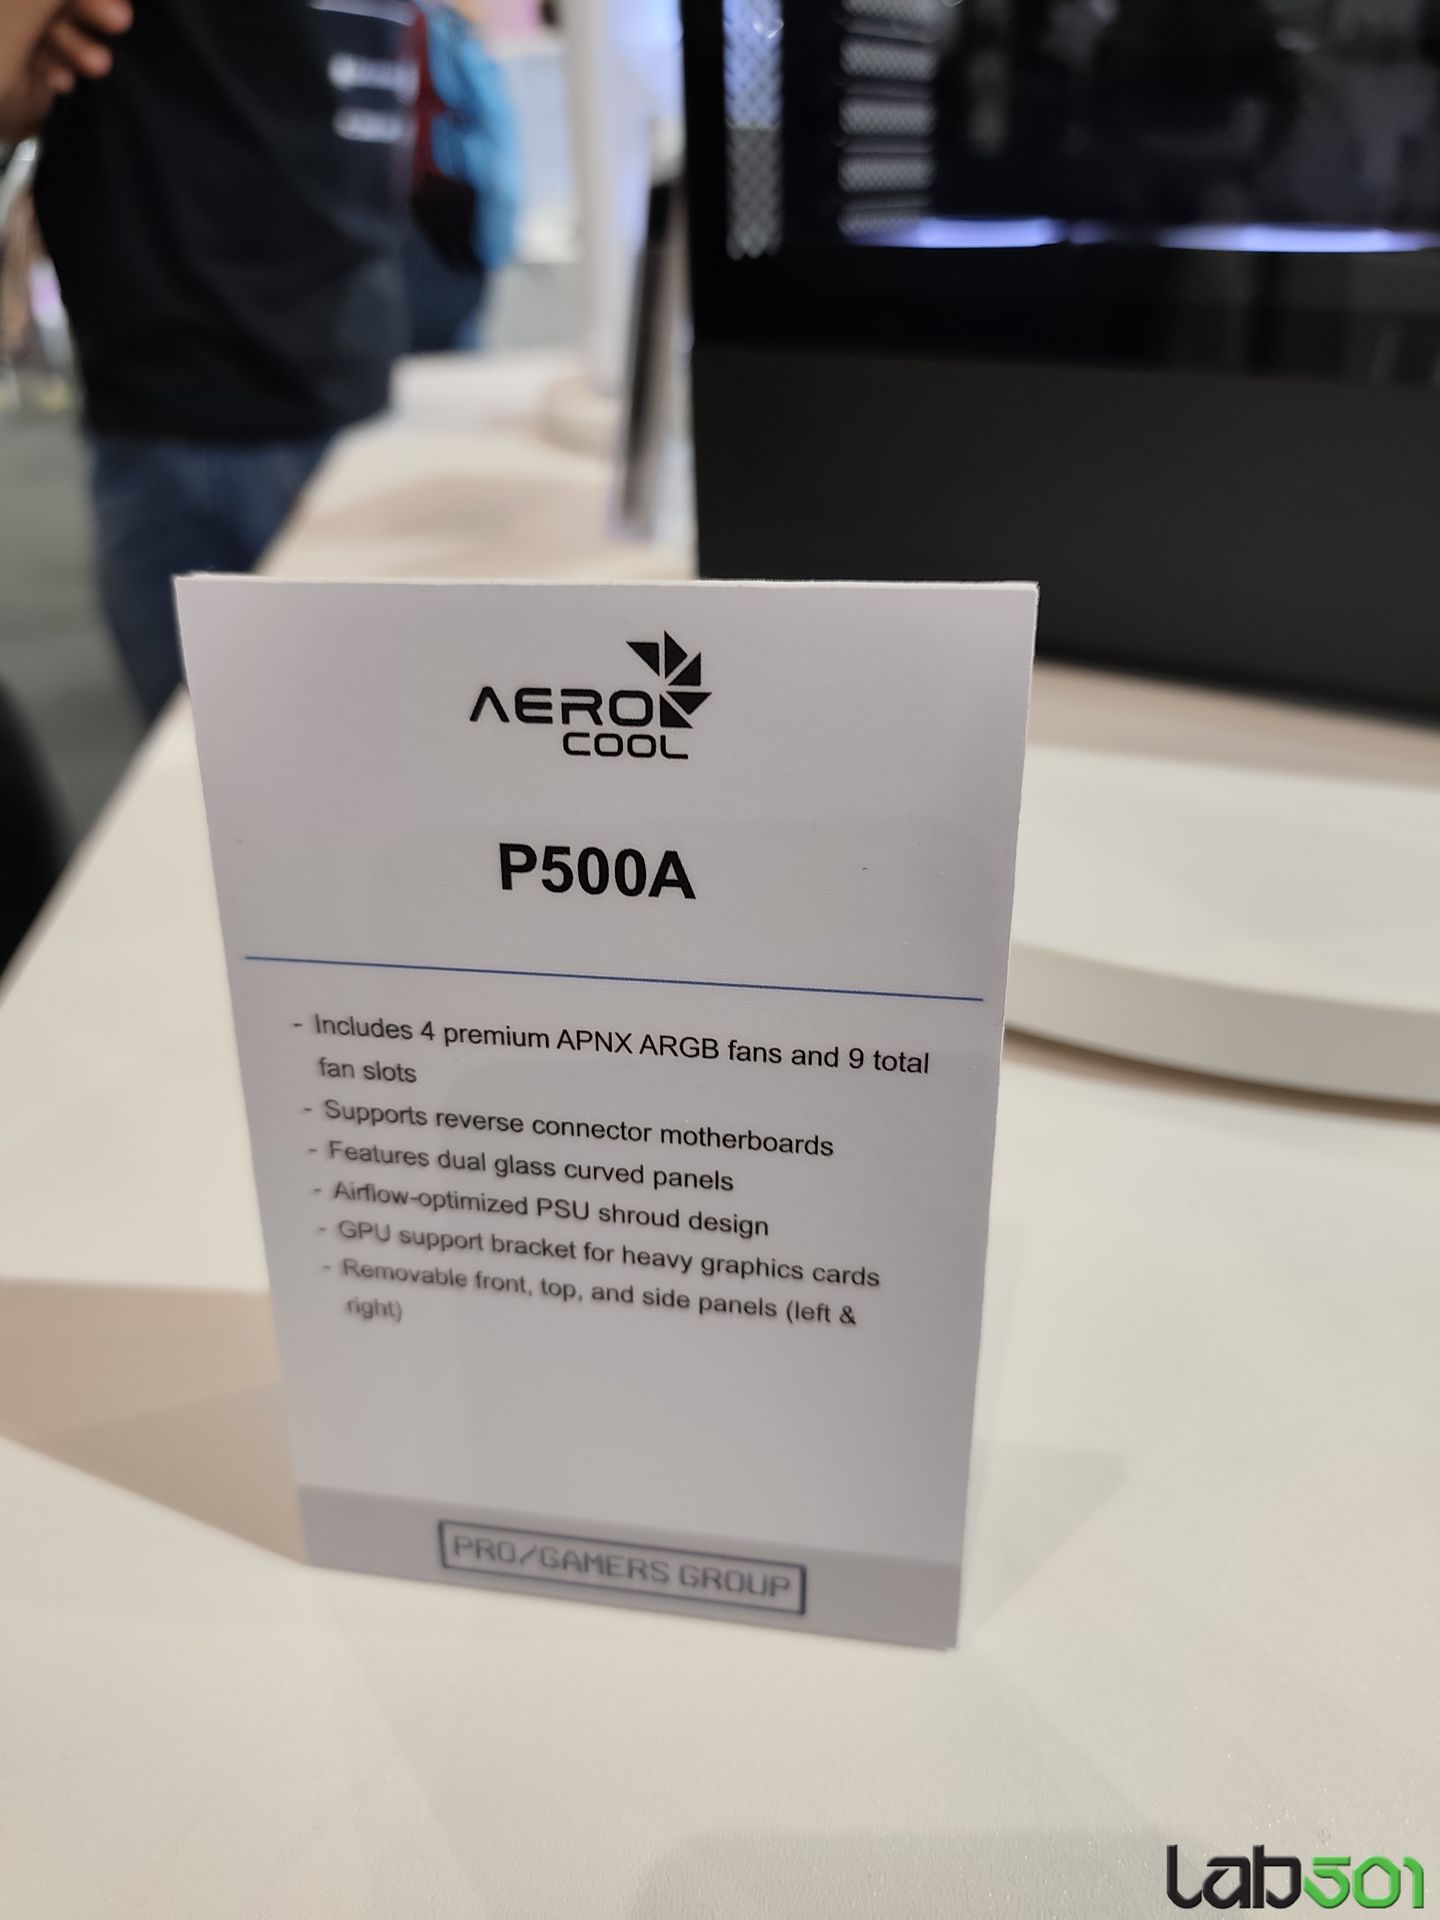 AERO
COOL
P500A
- Includes 4 premium APNX ARGB fans and 9 total
fan slots
- Supports reverse connector motherboards
- Features dual glass curved panels
- Airflow-optimized PSU shroud design
- GPU support bracket for heavy graphics cards
- Removable front, top, and side panels (left &
right)
PRO/GAMERS GROUP
lab501